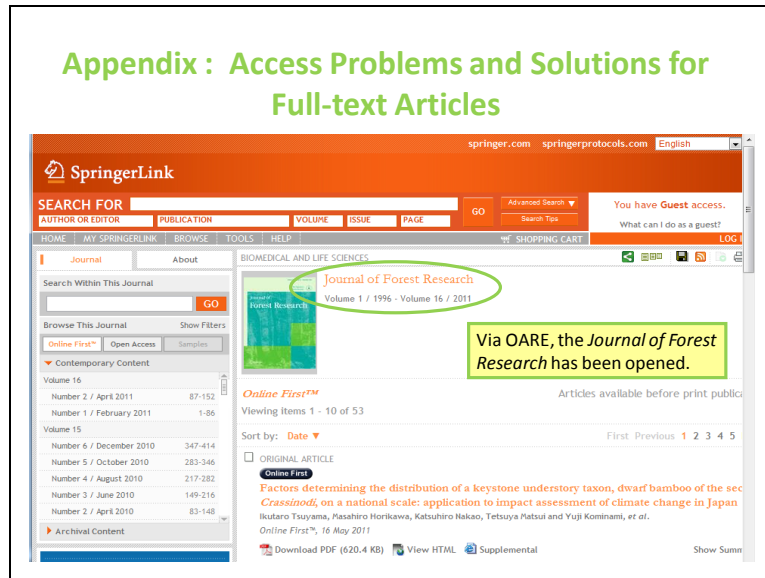 Appendix : Access Problems and Solutions for
Full-text Articles
springer.com springerprotocols.com English
SpringerLink
SEARCH FOR
GO
Advanced Search
Search Tips
AUTHOR OR EDITOR PUBLICATION VOLUME ISSUE PAGE
You have Guest access.
What can I do as a guest?
HOME MY SPRINGERLINK BROWSE TOOLS HELP SHOPPING CART LOG
Journal About
Search Within This Journal
GO
Browse This Journal Show Filters
Online First™ Open Access Samples
Contemporary Content
Volume 16
Number 2 / April 2011 87-152
Number 1 / February 2011 1-86
Volume 15
Number 6 / December 2010 347-414
Number 5 / October 2010 283-346
Number 4 / August 2010 217-282
Number 3 / June 2010 149-216
Number 2 / April 2010 83-148
Archival Content
BIOMEDICAL AND LIFE SCIENCES
Journal of
Forest Research
Journal of Forest Research
Volume 1 / 1996 - Volume 16 / 2011
Via OARE, the Journal of Forest
Research has been opened.
Online First™ Articles available before print publica
Viewing items 1 - 10 of 53
Sort by: Date First Previous 1 2 3 4 5
ORIGINAL ARTICLE
Online First
Factors determining the distribution of a keystone understory taxon, dwarf bamboo of the sec
Crassinodi, on a national scale: application to impact assessment of climate change in Japan
Ikutaro Tsuyama, Masahiro Horikawa, Katsuhiro Nakao, Tetsuya Matsui and Yuji Kominami, et al.
Online First™, 16 May 2011
Download PDF (620.4 KB) View HTML Supplemental Show Summ